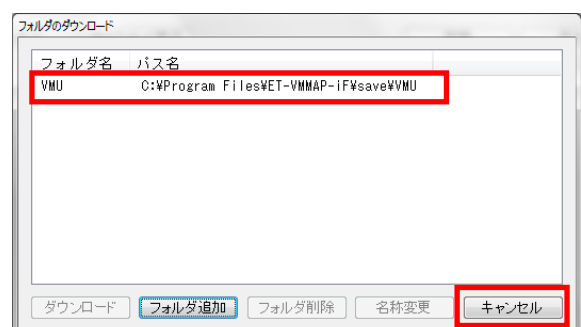 フォルダのダウンロード
フォルダ名 パス名
VMU C:¥Program Files¥ET-VMMAP-iF¥save¥VMU
ダウンロード フォルダ追加 フォルダ削除 名称変更 キャンセル